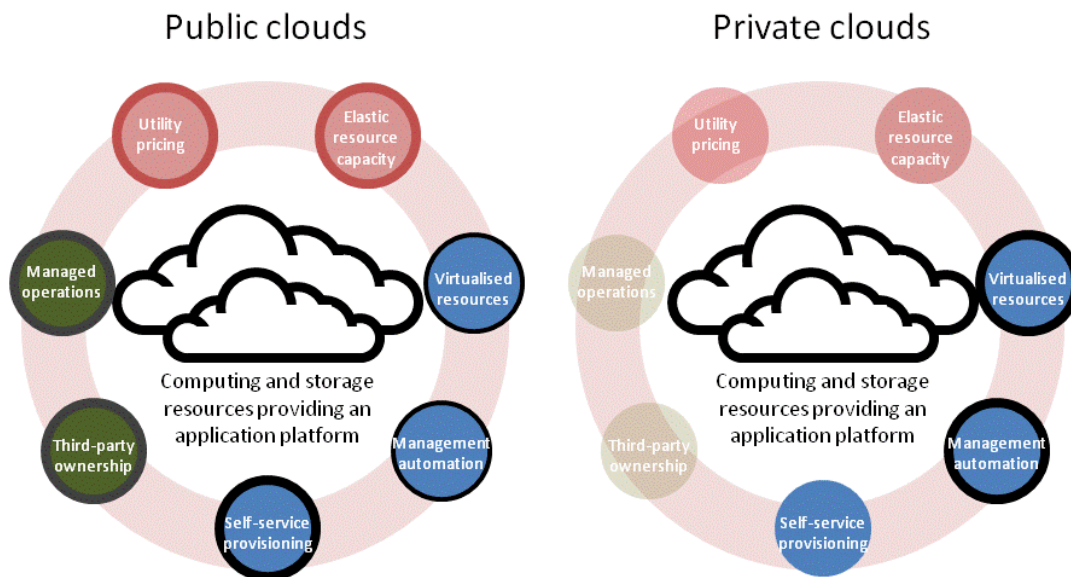 Public clouds
Utility
pricing
Elastic
resource
capacity
Managed
operations
Virtualised
resources
Computing and storage
resources providing an
application platform
Third-party
ownership
Management
automation
Self-service
provisioning
Private clouds
Utility
pricing
Elastic
resource
capacity
Managed
operations
Virtualised
resources
Computing and storage
resources providing an
application platform
Third-party
ownership
Management
automation
Self-service
provisioning